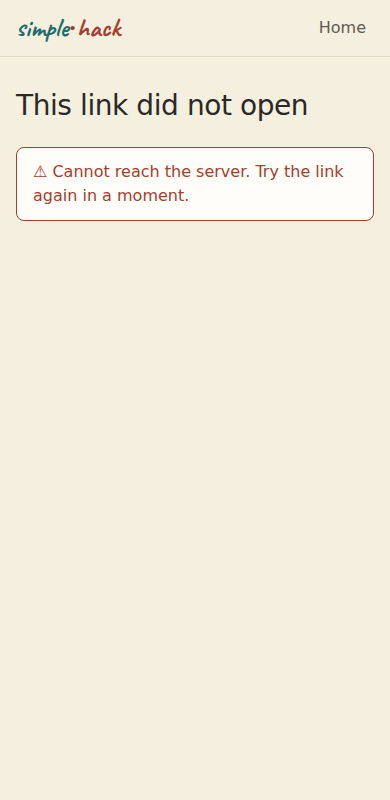 simple·hack
Home
This link did not open
⚠ Cannot reach the server. Try the link
again in a moment.